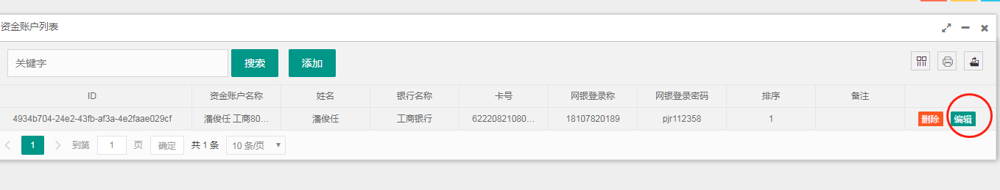 资金账户列表
关键字 搜索 添加
ID 资金账户名称 姓名 银行名称 卡号 网银登录称 网银登录密码 排序 备注
4934b704-24e2-43fb-af3a-4e2faae029cf 潘俊任 工商80... 潘俊任 工商银行 62220821080... 18107820189 pjr112358 1 删除 编辑
1 到第 1 页 确定 共 1 条 10 条/页